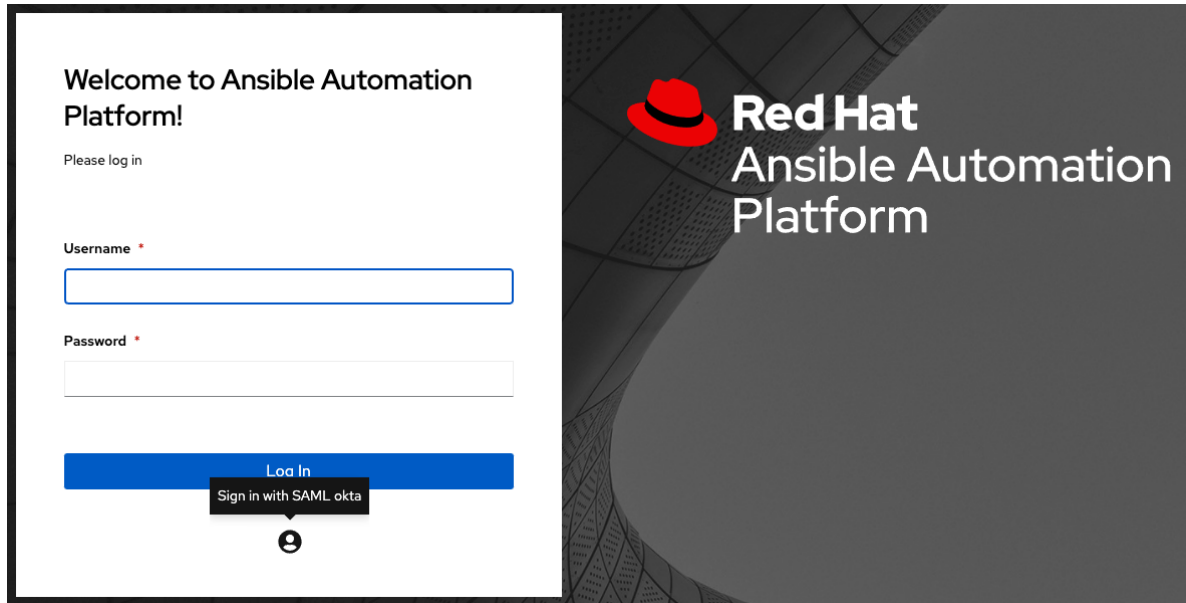 Welcome to Ansible Automation
Platform!
Please log in
Username *
Password *
Log In
Sign in with SAML okta
Red Hat
Ansible Automation
Platform